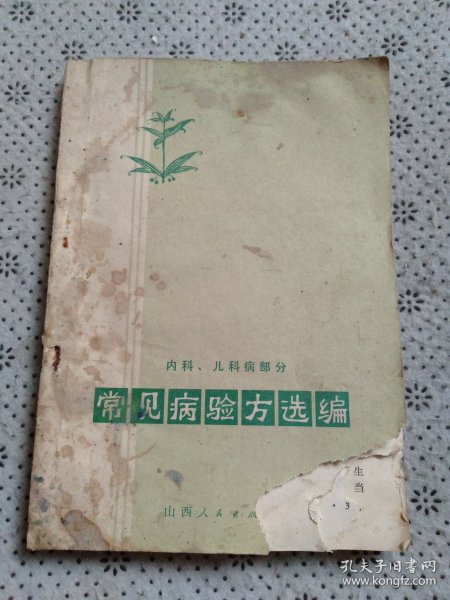 内科、儿科病部分
常见病验方选编
生
当
·3·
山西人
孔夫子旧书网
www.kongfz.com